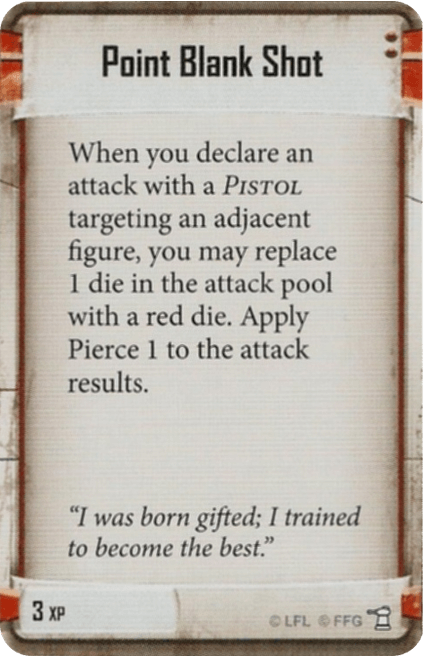 Point Blank Shot
When you declare an
attack with a PISTOL
targeting an adjacent
figure, you may replace
1 die in the attack pool
with a red die. Apply
Pierce 1 to the attack
results.
“I was born gifted; I trained
to become the best.”
3 XP
© LFL © FFG